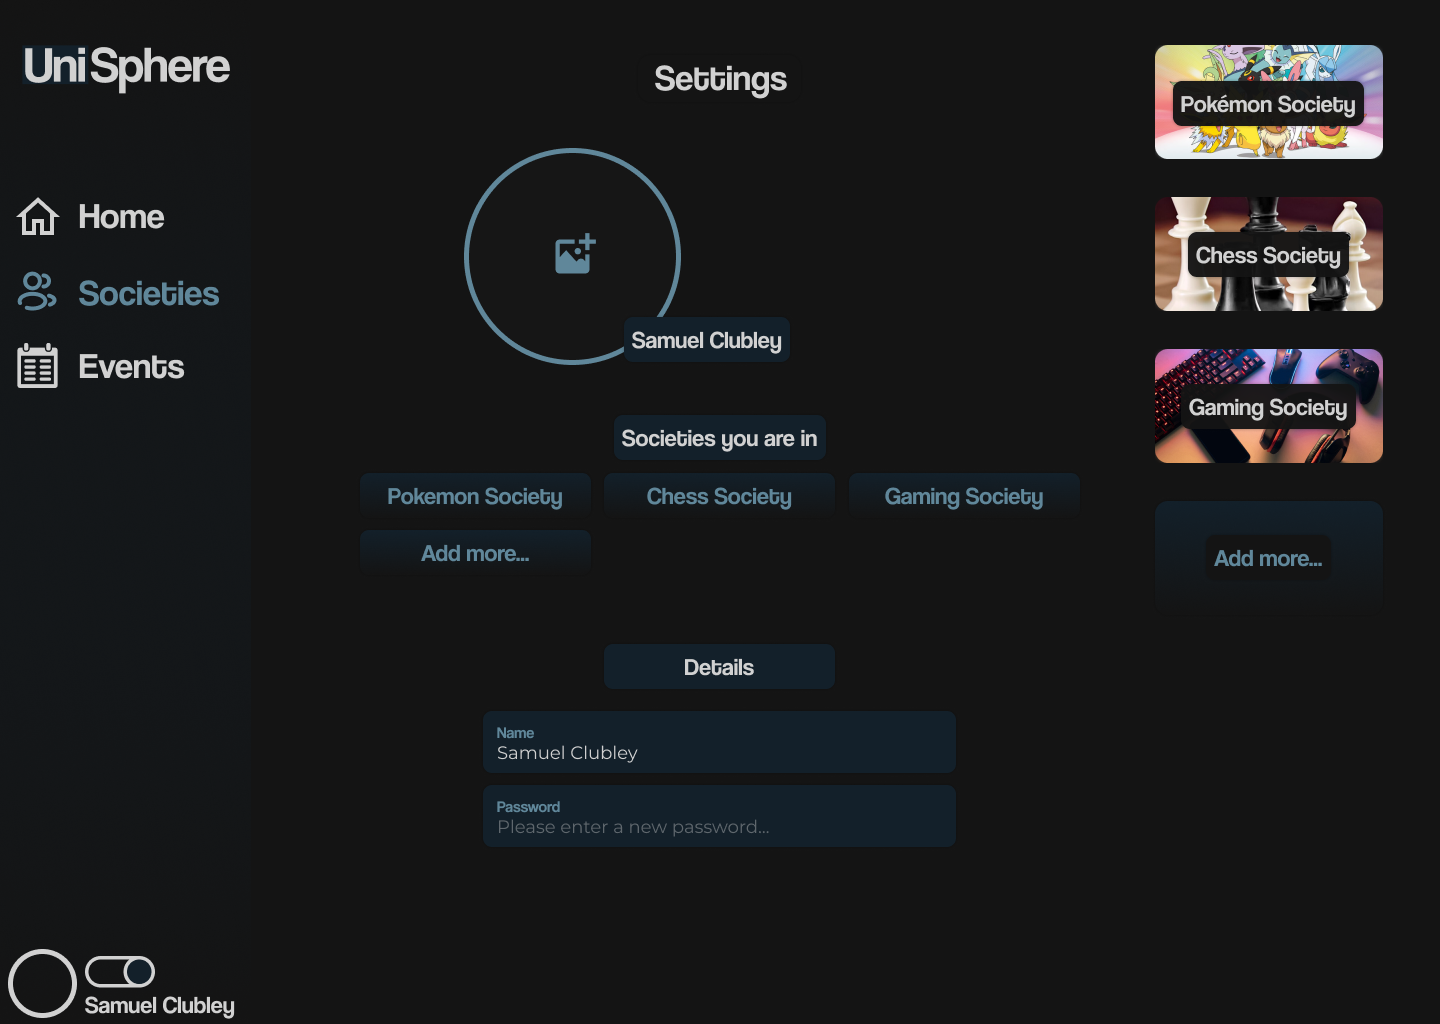 UniSphere
Home
Societies
Events
Samuel Clubley
Settings
Samuel Clubley
Societies you are in
Pokemon Society
Chess Society
Gaming Society
Add more...
Details
Name
Samuel Clubley
Password
Please enter a new password...
Pokémon Society
Chess Society
Gaming Society
Add more...